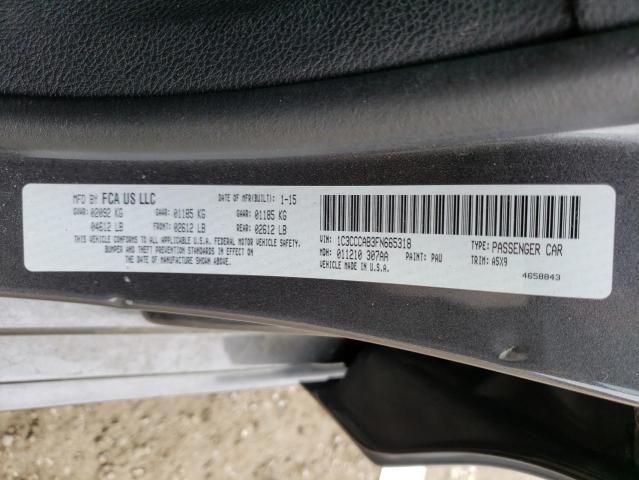 MFD BY FCA US LLC DATE OF MFR(BUILT): 1-15
GVWR: 02092 KG GAWR: 01185 KG GAWR: 01185 KG
04612 LB FRONT: 02612 LB REAR: 02612 LB
THIS VEHICLE CONFORMS TO ALL APPLICABLE U.S.A. FEDERAL MOTOR VEHICLE SAFETY,
BUMPER AND THEFT PREVENTION STANDARDS IN EFFECT ON
THE DATE OF MANUFACTURE SHOWN ABOVE.
VIN: 1C3CCCAB3FN665318 TYPE: PASSENGER CAR
MDH: 011210 307AA PAINT: PAU TRIM: A5X9
VEHICLE MADE IN U.S.A.
4658843